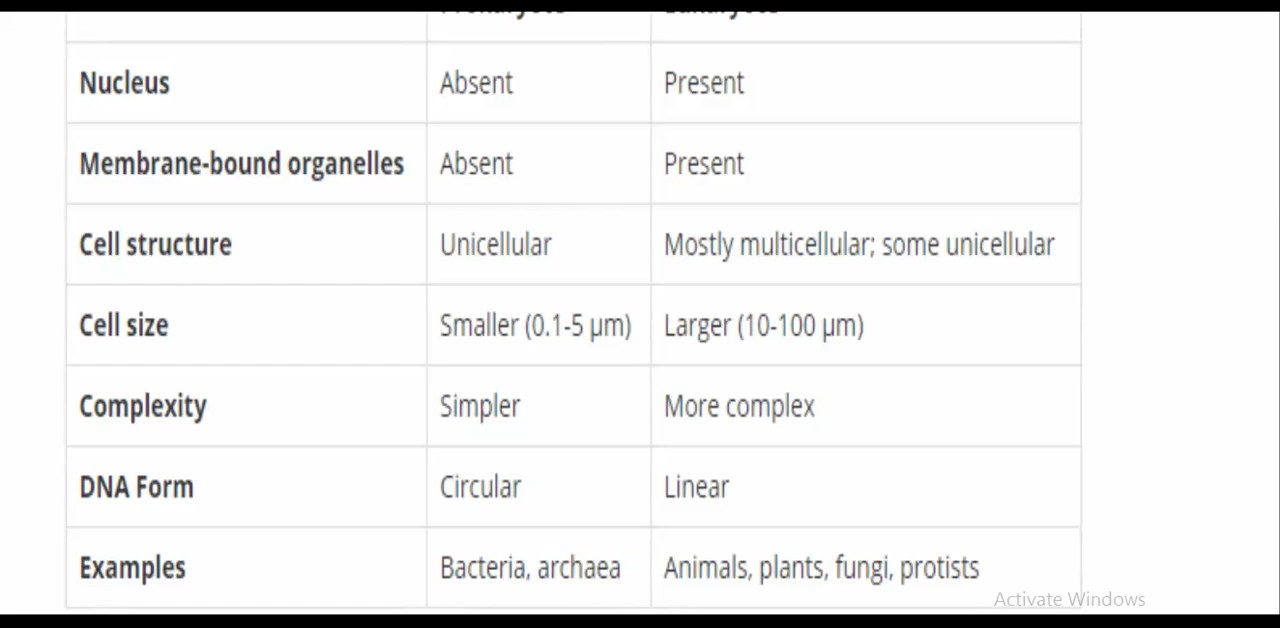 Prokaryotes Eukaryotes
Nucleus Absent Present
Membrane-bound organelles Absent Present
Cell structure Unicellular Mostly multicellular; some unicellular
Cell size Smaller (0.1-5 μm) Larger (10-100 μm)
Complexity Simpler More complex
DNA Form Circular Linear
Examples Bacteria, archaea Animals, plants, fungi, protists
Activate Windows